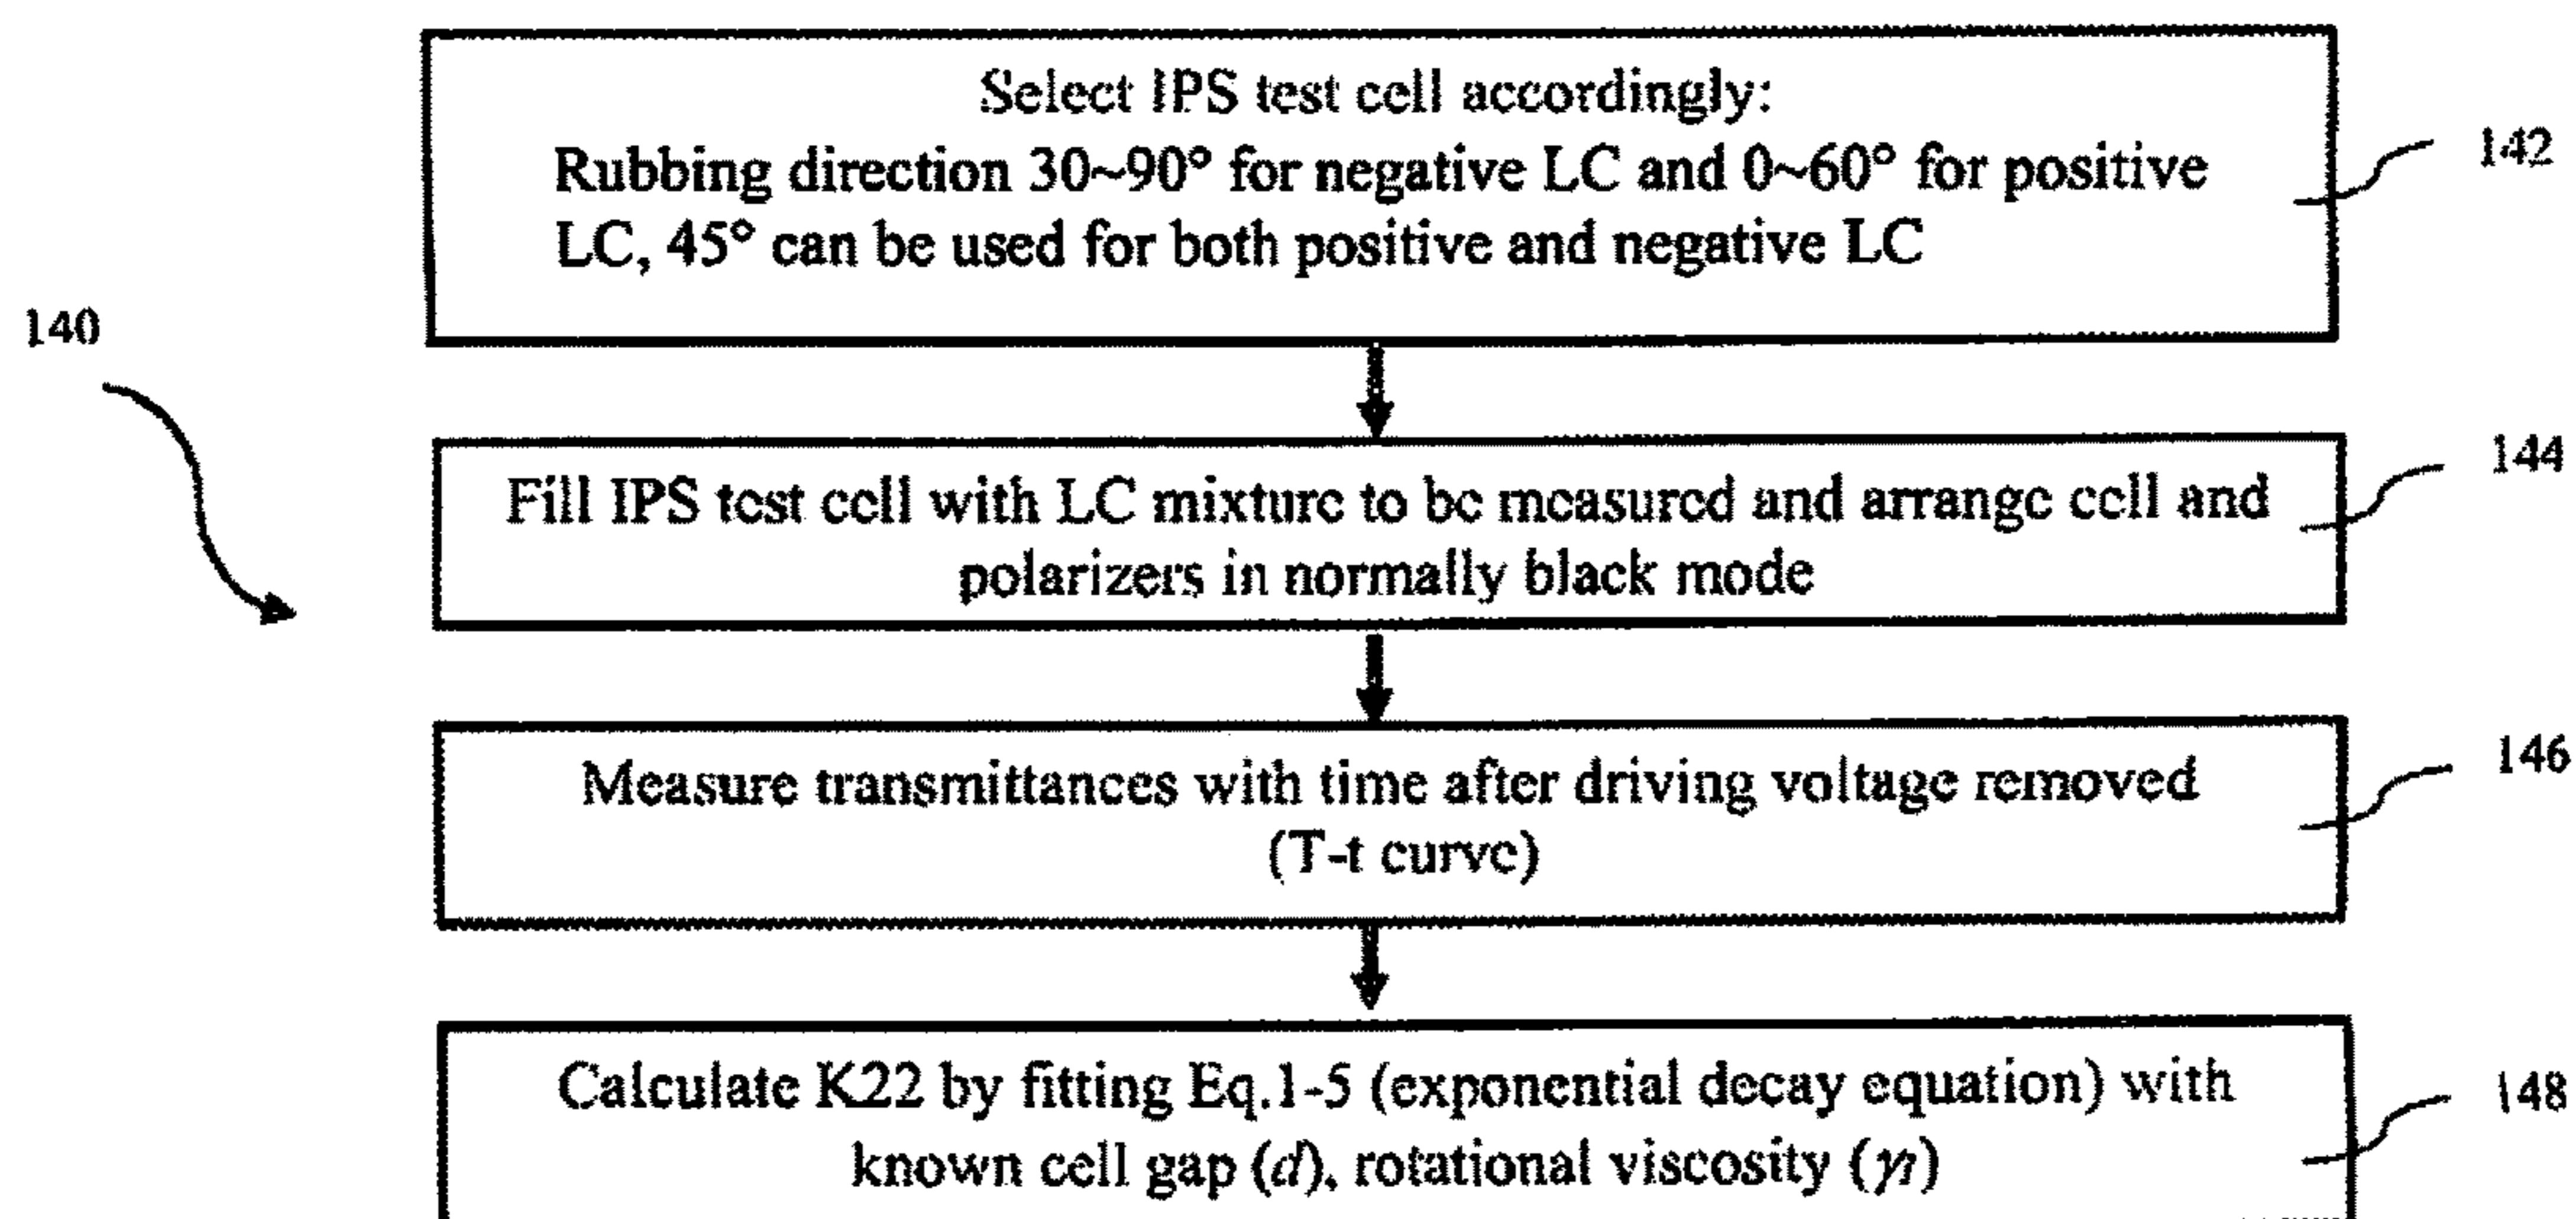 Select IPS test cell accordingly:
Rubbing direction 30~90° for negative LC and 0~60° for positive
LC, 45° can be used for both positive and negative LC
142
140
Fill IPS test cell with LC mixture to be measured and arrange cell and
polarizers in normally black mode
144
Measure transmittances with time after driving voltage removed
(T-t curve)
146
Calculate K22 by fitting Eq.1-5 (exponential decay equation) with
known cell gap (d), rotational viscosity (γ1)
148